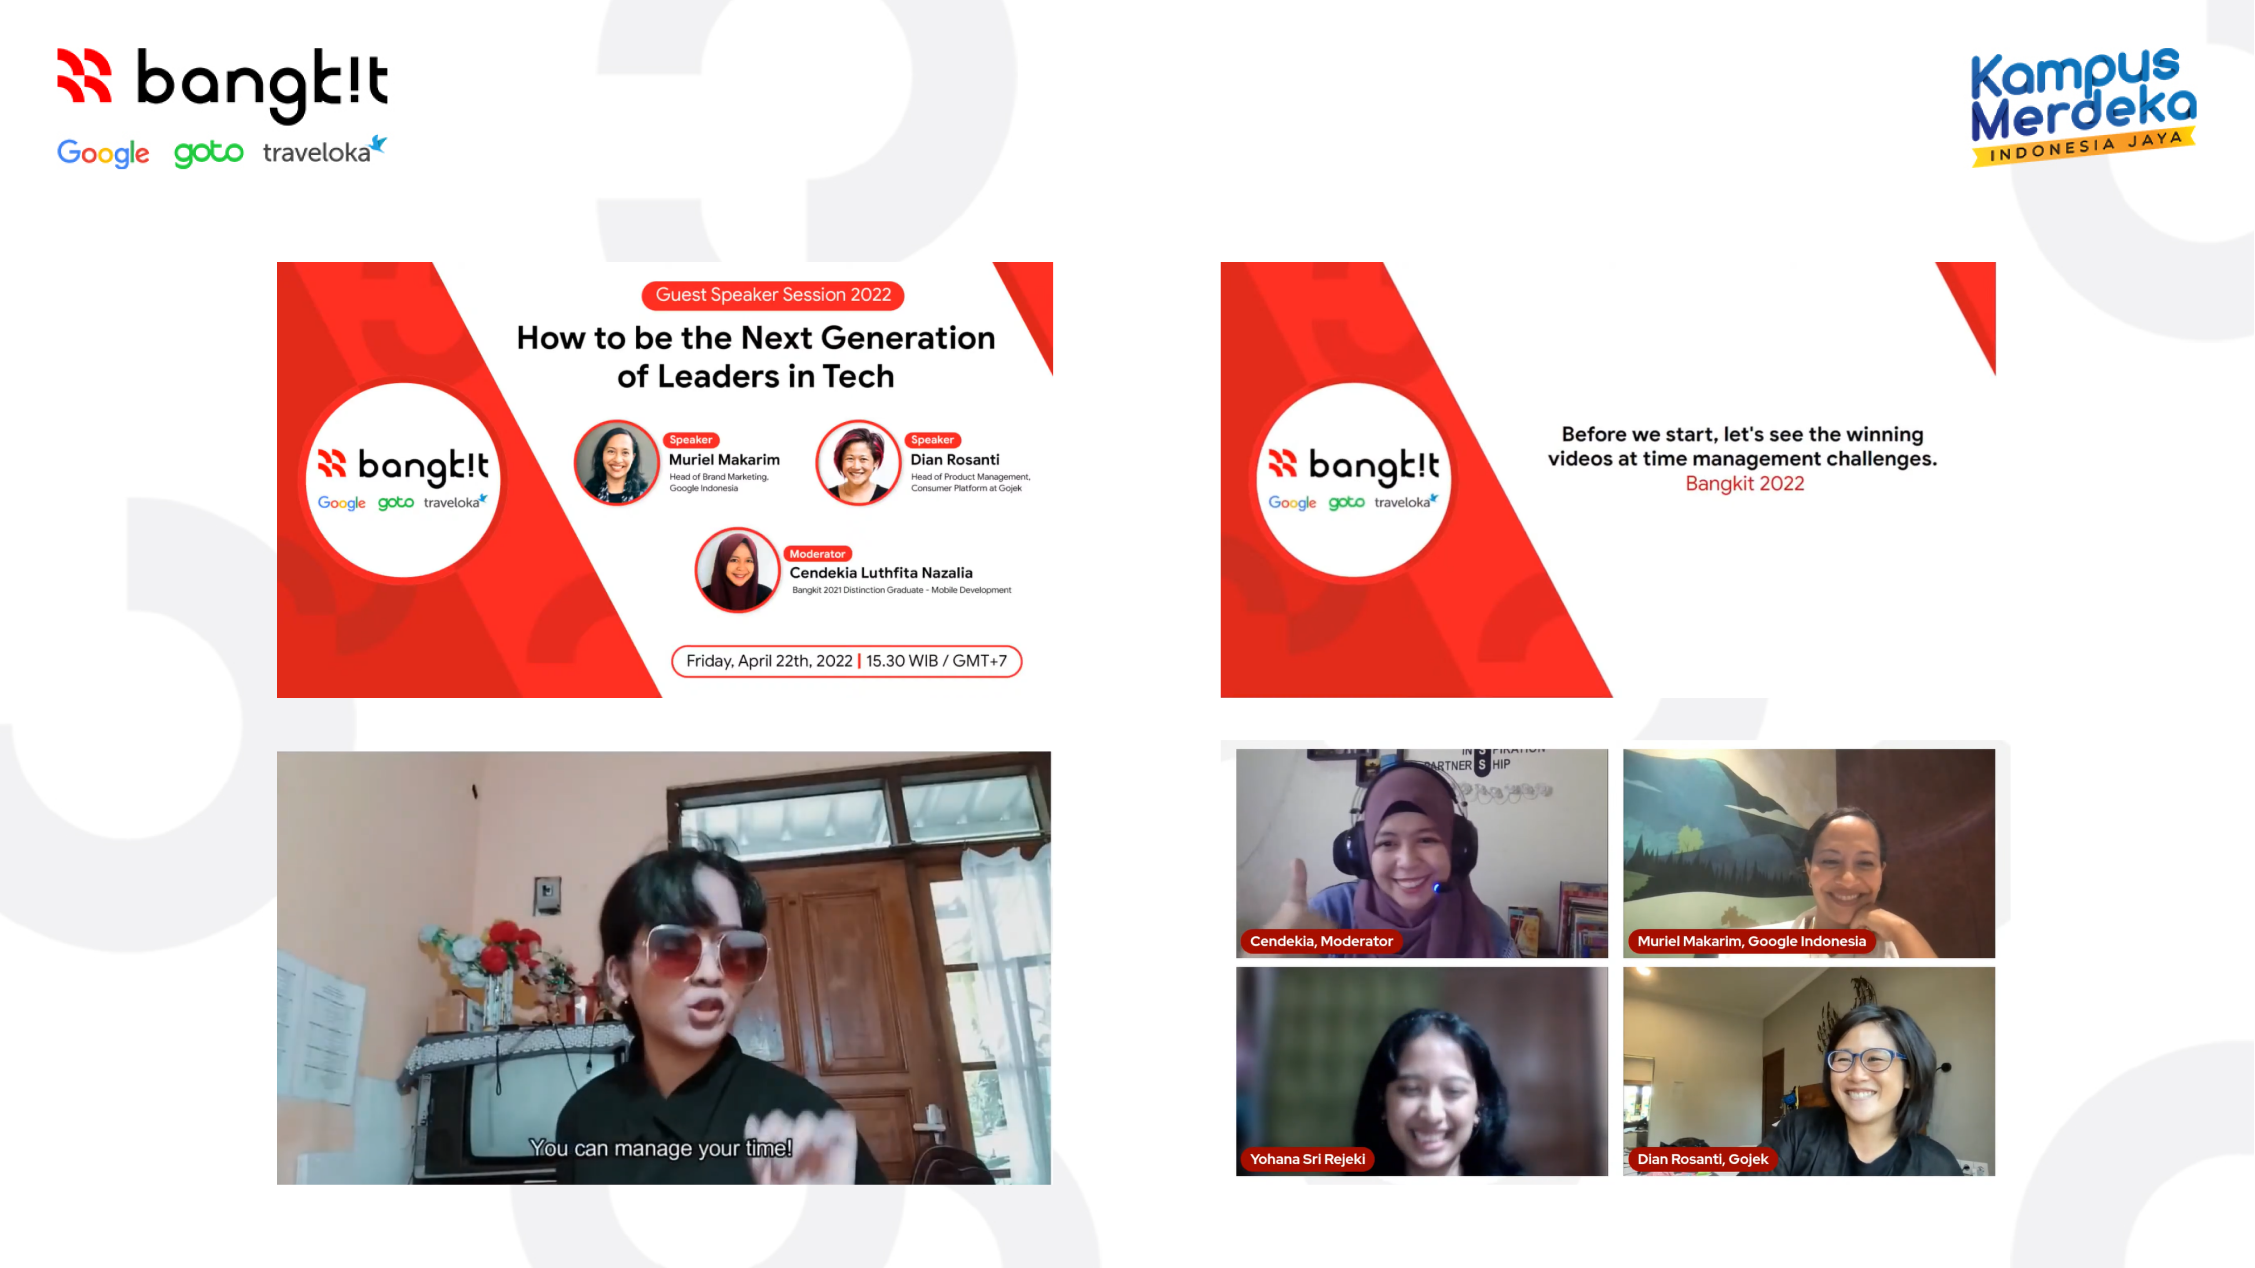 bangk!t
Google goto traveloka
Kampus
Merdeka
INDONESIA JAYA
Guest Speaker Session 2022
How to be the Next Generation
of Leaders in Tech
bangk!t
Google goto traveloka
Speaker
Muriel Makarim
Head of Brand Marketing,
Google Indonesia
Speaker
Dian Rosanti
Head of Product Management,
Consumer Platform at Gojek
Moderator
Cendekia Luthfita Nazalia
Bangkit 2021 Distinction Graduate - Mobile Development
Friday, April 22th, 2022 | 15.30 WIB / GMT+7
bangk!t
Google goto traveloka
Before we start, let's see the winning
videos at time management challenges.
Bangkit 2022
You can manage your time!
INSPIRATION
PARTNERSSHIP
Cendekia, Moderator
Muriel Makarim, Google Indonesia
Yohana Sri Rejeki
Dian Rosanti, Gojek